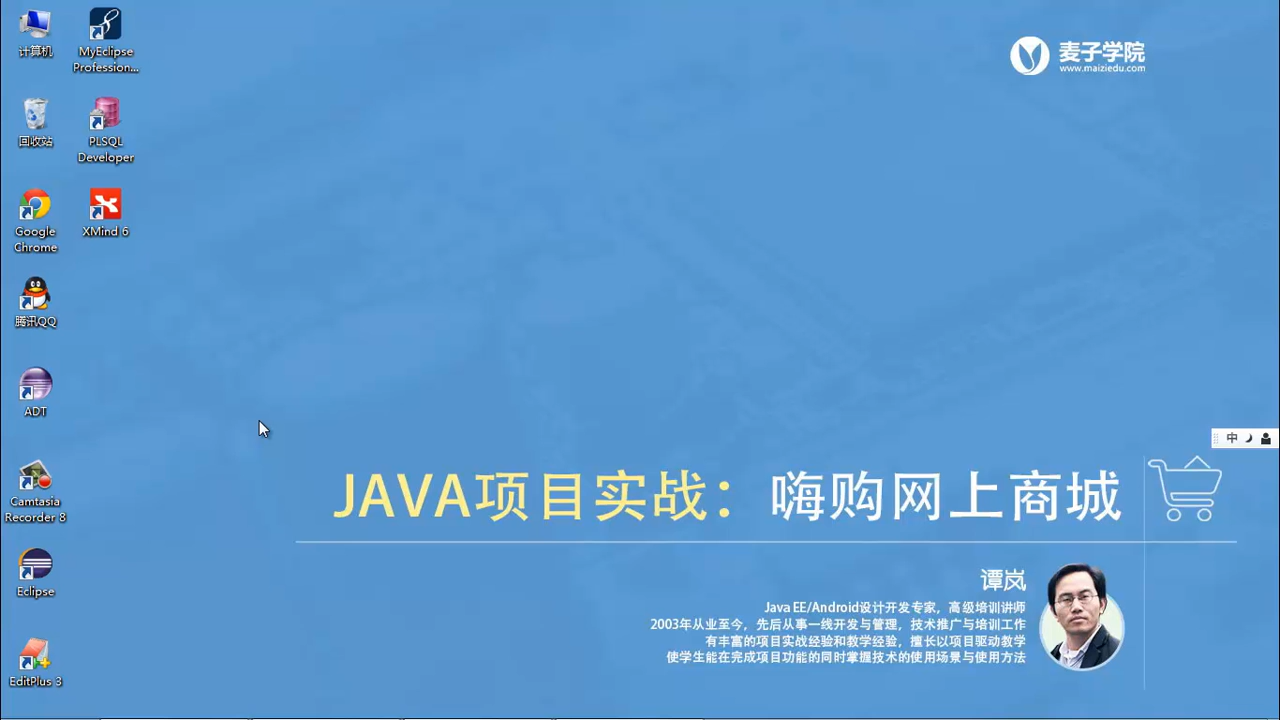 计算机
MyEclipse
Profession...
回收站
PLSQL
Developer
Google
Chrome
XMind 6
腾讯QQ
ADT
Camtasia
Recorder 8
Eclipse
EditPlus 3
麦子学院
www.maiziedu.com
中
JAVA项目实战：嗨购网上商城
谭岚
Java EE/Android设计开发专家，高级培训讲师
2003年从业至今，先后从事一线开发与管理，技术推广与培训工作
有丰富的项目实战经验和教学经验，擅长以项目驱动教学
使学生能在完成项目功能的同时掌握技术的使用场景与使用方法